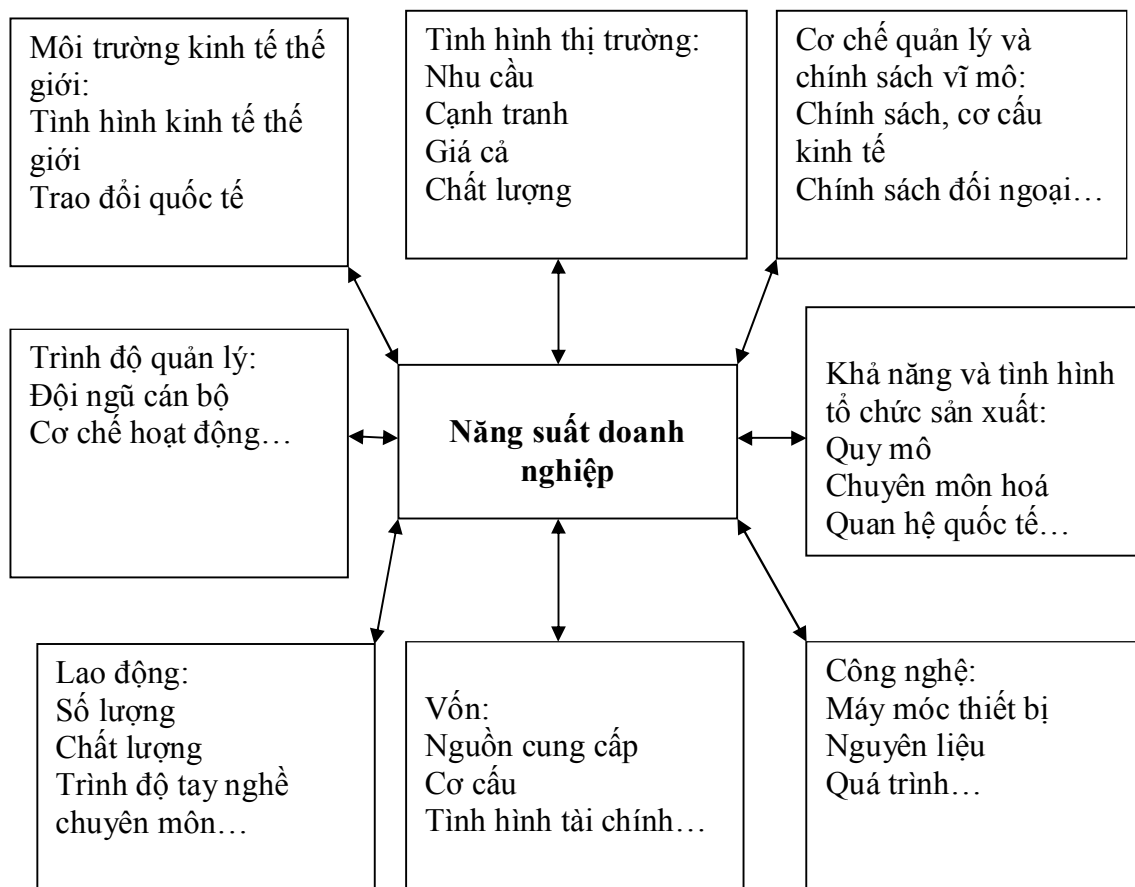 Môi trường kinh tế thế
giới:
Tình hình kinh tế thế
giới
Trao đổi quốc tế
Tình hình thị trường:
Nhu cầu
Cạnh tranh
Giá cả
Chất lượng
Cơ chế quản lý và
chính sách vĩ mô:
Chính sách, cơ cấu
kinh tế
Chính sách đối ngoại…
Trình độ quản lý:
Đội ngũ cán bộ
Cơ chế hoạt động…
Năng suất doanh
nghiệp
Khả năng và tình hình
tổ chức sản xuất:
Quy mô
Chuyên môn hoá
Quan hệ quốc tế…
Lao động:
Số lượng
Chất lượng
Trình độ tay nghề
chuyên môn…
Vốn:
Nguồn cung cấp
Cơ cấu
Tình hình tài chính…
Công nghệ:
Máy móc thiết bị
Nguyên liệu
Quá trình…